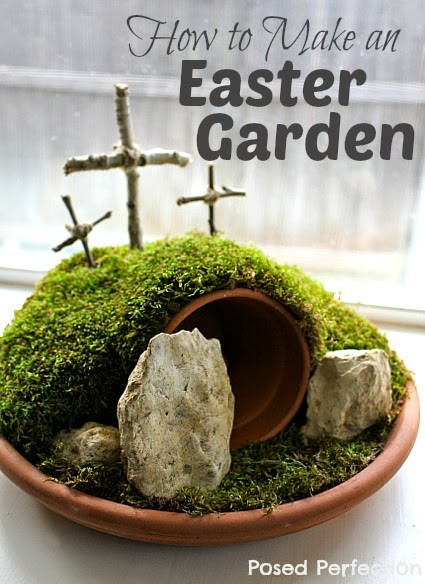 How to Make an
Easter
Garden
Posed Perfection